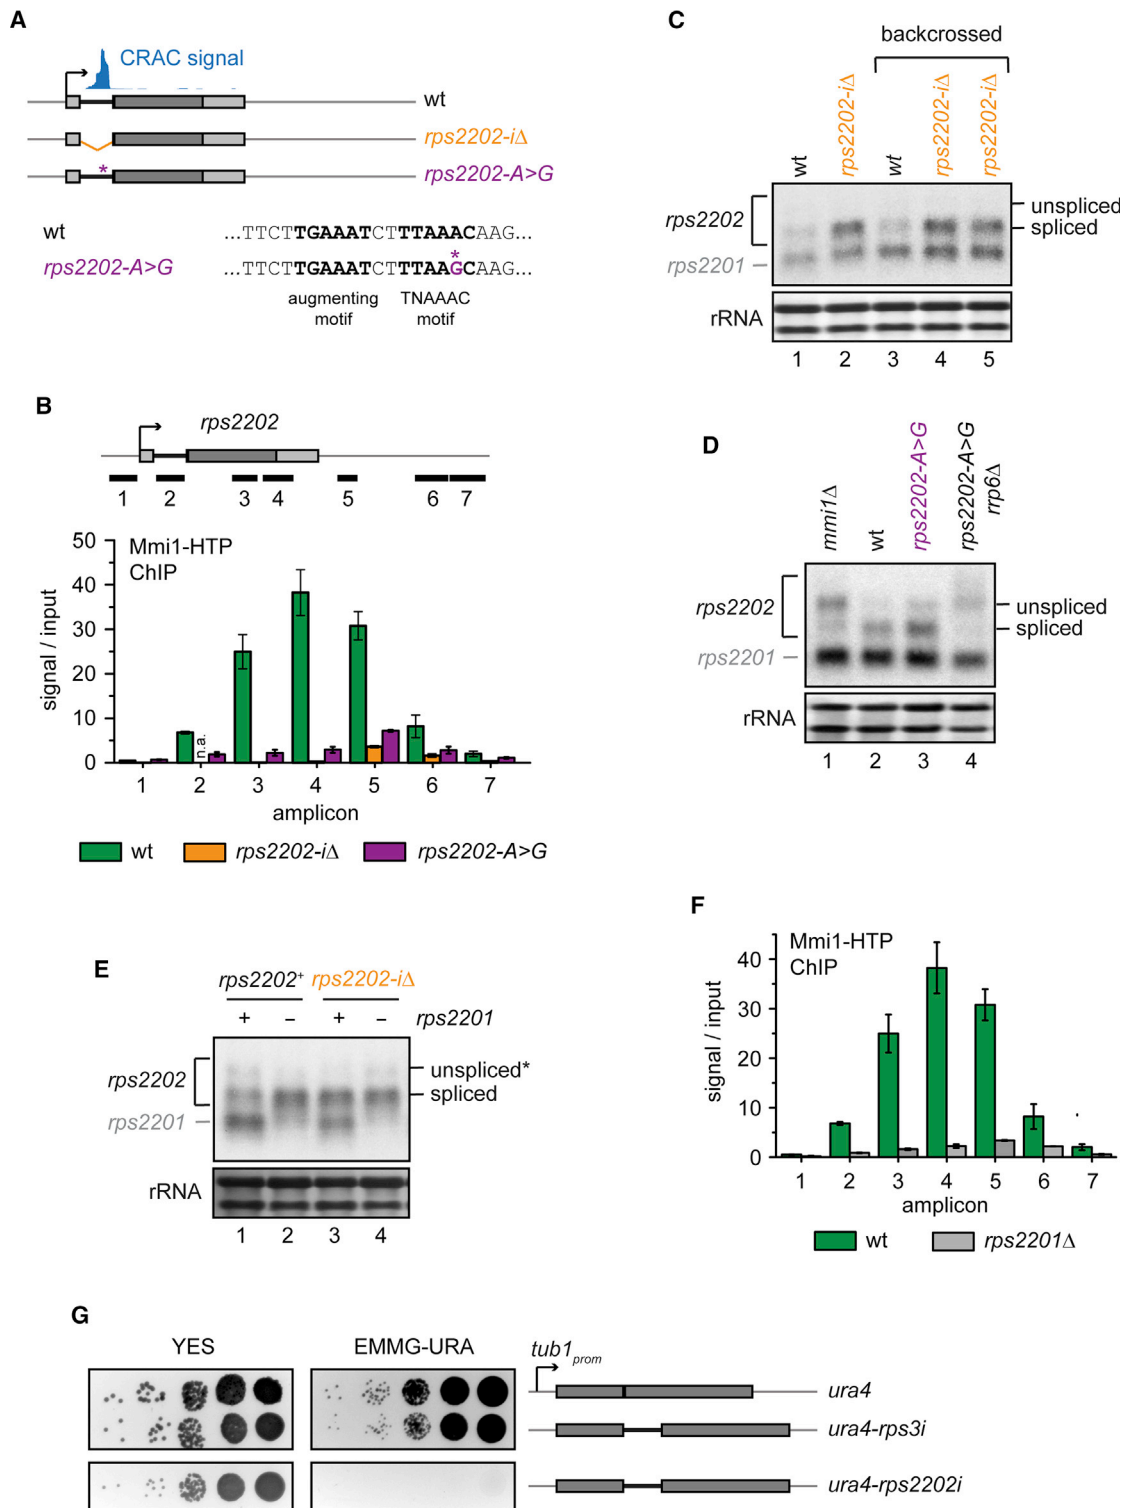 A
CRAC signal
wt
rps2202-iΔ
*
rps2202-A>G
wt
...TTCTTGAAATCTTTAAACAAG...
*
rps2202-A>G
...TTCTTGAAATCTTTAAGCAAG...
augmenting motif
TNAAAC motif
B
rps2202
1 2 3 4 5 6 7
Mmi1-HTP
ChIP
50
40
30
20
10
0
signal / input
n.a.
1 2 3 4 5 6 7
amplicon
wt rps2202-iΔ rps2202-A>G
C
backcrossed
wt rps2202-iΔ wt rps2202-iΔ rps2202-iΔ
rps2202
unspliced
spliced
rps2201
rRNA
1 2 3 4 5
D
mmi1Δ wt rps2202-A>G rps2202-A>G rrp6Δ
rps2202
unspliced
spliced
rps2201
rRNA
1 2 3 4
E
rps2202+ rps2202-iΔ
+ – + – rps2201
rps2202
unspliced*
spliced
rps2201
rRNA
1 2 3 4
F
Mmi1-HTP
ChIP
40
30
20
10
0
signal / input
1 2 3 4 5 6 7
amplicon
wt rps2201Δ
G
YES EMMG-URA tub1prom
ura4
ura4-rps3i
ura4-rps2202i